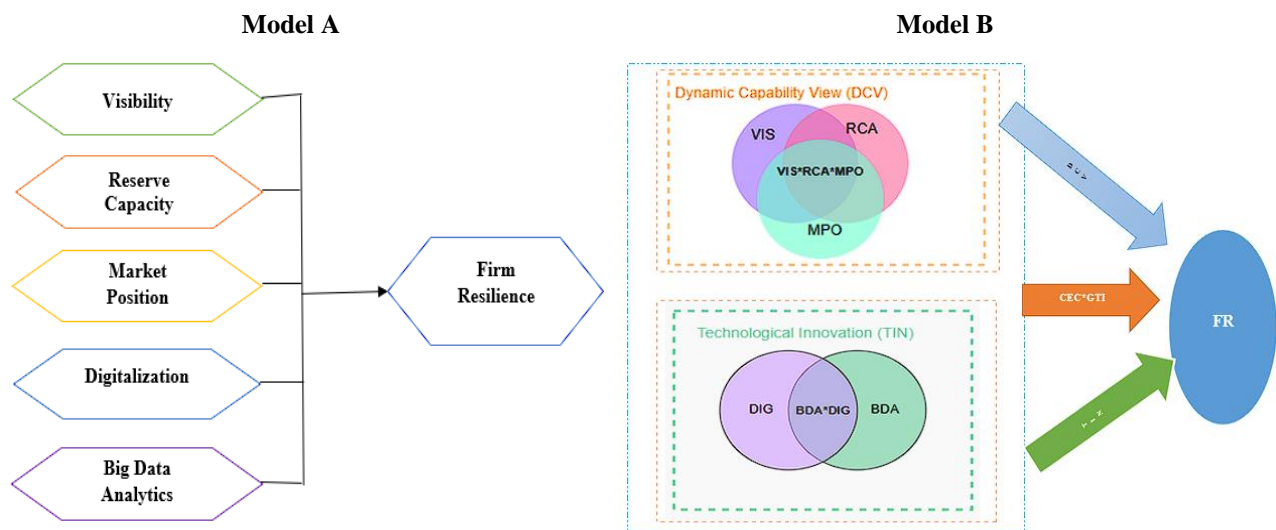 Model A
Visibility
Reserve
Capacity
Market
Position
Digitalization
Big Data
Analytics
Firm
Resilience
Model B
Dynamic Capability View (DCV)
VIS
RCA
VIS*RCA*MPO
MPO
Technological Innovation (TIN)
DIG
BDA*DIG
BDA
CEC*GTI
TIN
FR